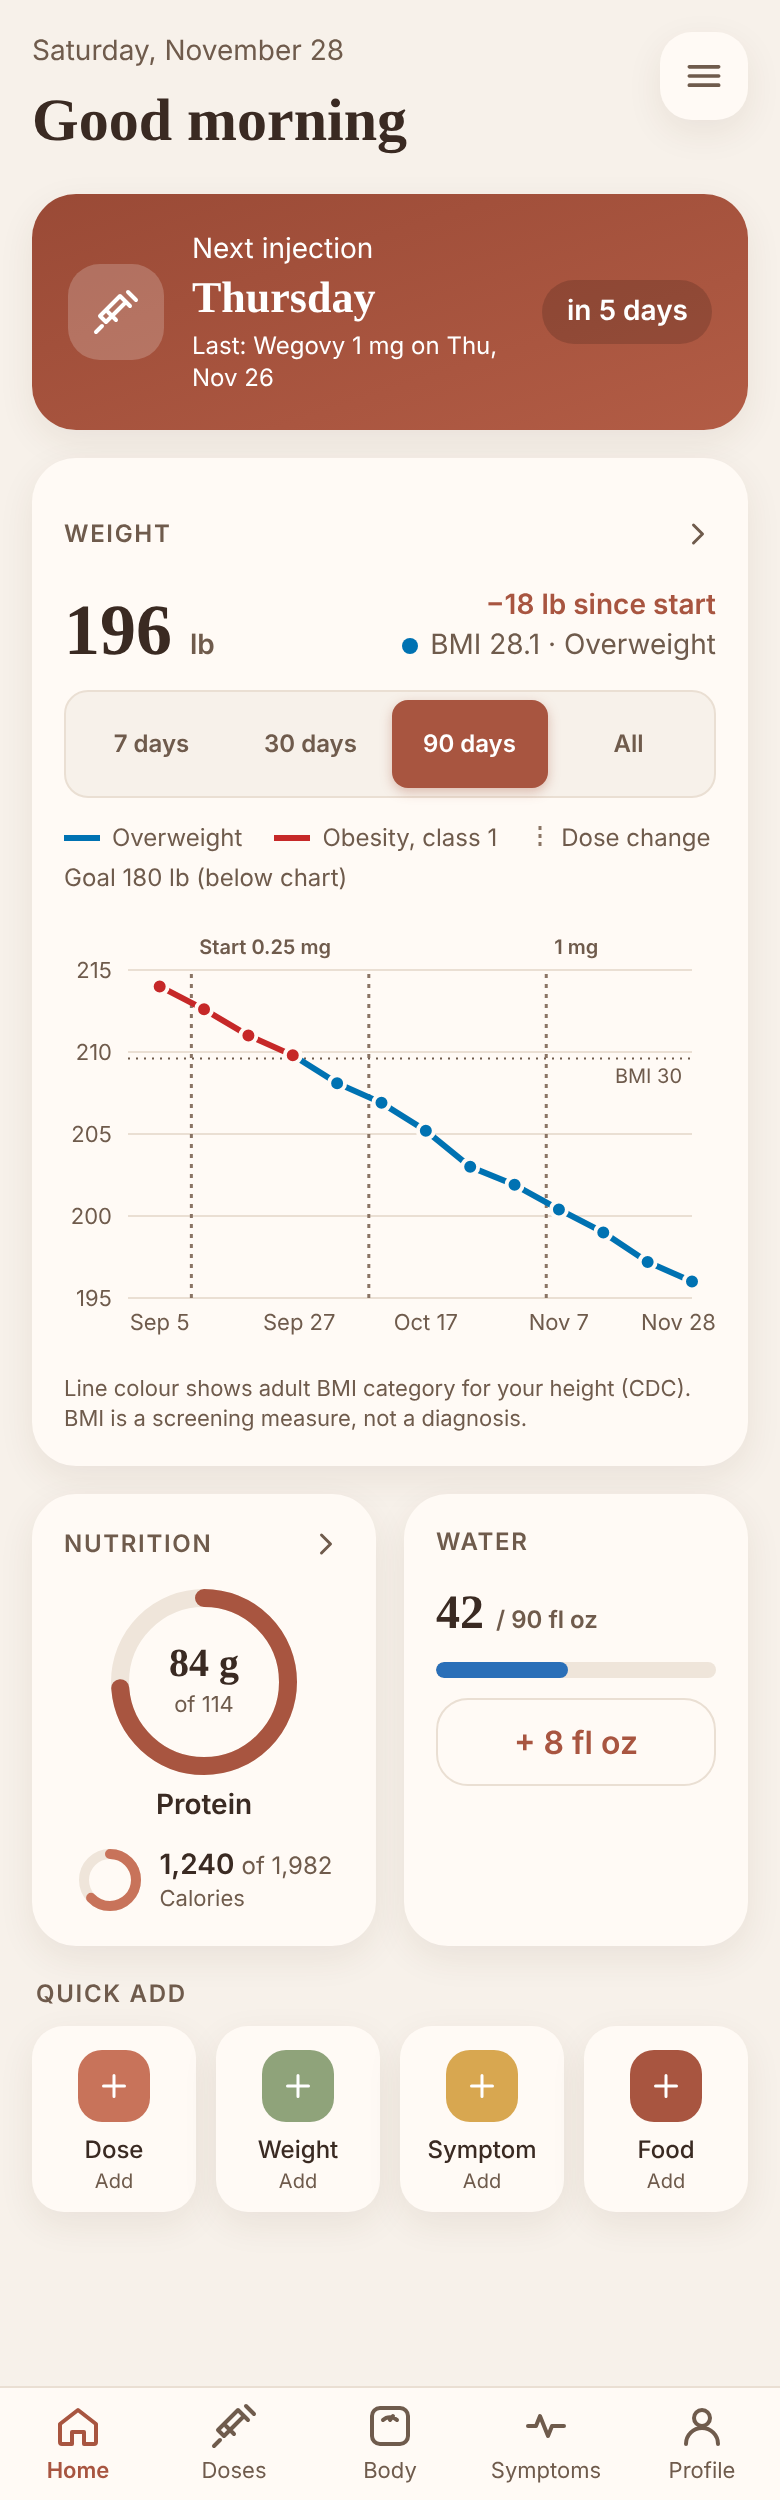 Saturday, November 28
Good morning
Next injection
Thursday
Last: Wegovy 1 mg on Thu,
Nov 26
in 5 days
WEIGHT
196 lb
−18 lb since start
BMI 28.1 · Overweight
7 days
30 days
90 days
All
Overweight
Obesity, class 1
Dose change
Goal 180 lb (below chart)
Start 0.25 mg
1 mg
215
210
BMI 30
205
200
195
Sep 5
Sep 27
Oct 17
Nov 7
Nov 28
Line colour shows adult BMI category for your height (CDC).
BMI is a screening measure, not a diagnosis.
NUTRITION
84 g
of 114
Protein
1,240 of 1,982
Calories
WATER
42 / 90 fl oz
+ 8 fl oz
QUICK ADD
Dose
Add
Weight
Add
Symptom
Add
Food
Add
Home
Doses
Body
Symptoms
Profile